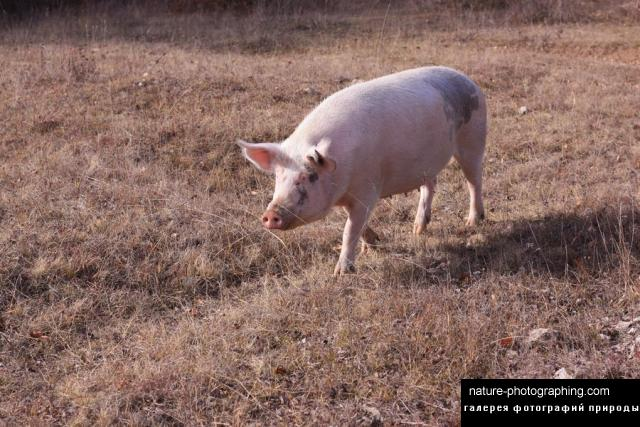 nature-photographing.com
галерея фотографий природы